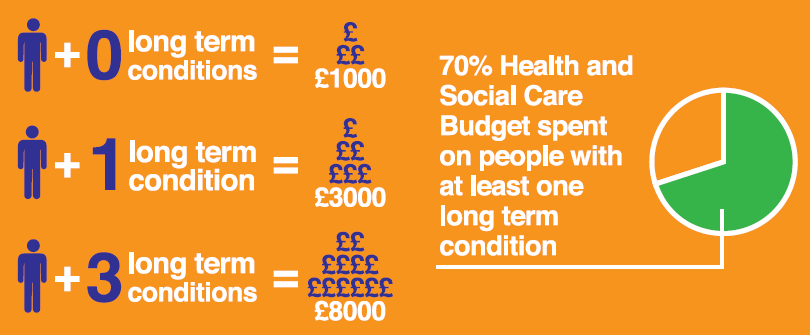 + 0 long term
conditions
=
£
££
£1000
+ 1 long term
condition
=
£
££
£££
£3000
+ 3 long term
conditions
=
££
££££
££££££
£8000
70% Health and
Social Care
Budget spent
on people with
at least one
long term
condition